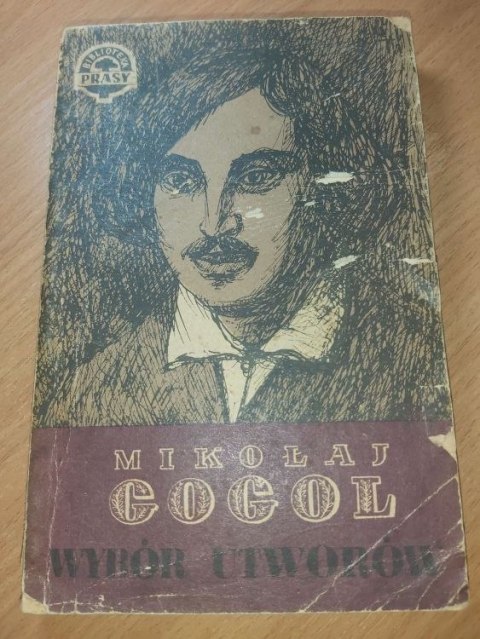 BIBLIOTEKA
PRASY
MIKOŁAJ
GOGOL
WYBÓR UTWORÓW